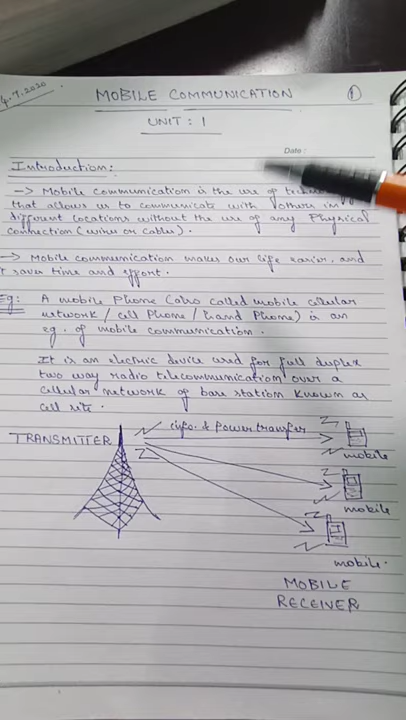 .7.2020
MOBILE COMMUNICATION
1
UNIT : 1
Date :
Introduction:
-> Mobile communication is the use of
that allows us to communicate with others in
different locations without the use of any Physical
connection (wires or cables).
-> Mobile communication makes our life easier, and
it saves time and effort.
Eg: A mobile Phone (also called mobile cellular
network / cell Phone / hand Phone) is an
eg. of mobile communication.
It is an electric device used for full duplex
two way radio telecommunication over a
cellular network of base station known as
cell site.
TRANSMITTER
info. & power transfer
mobile
mobile
mobile.
MOBILE
RECEIVER